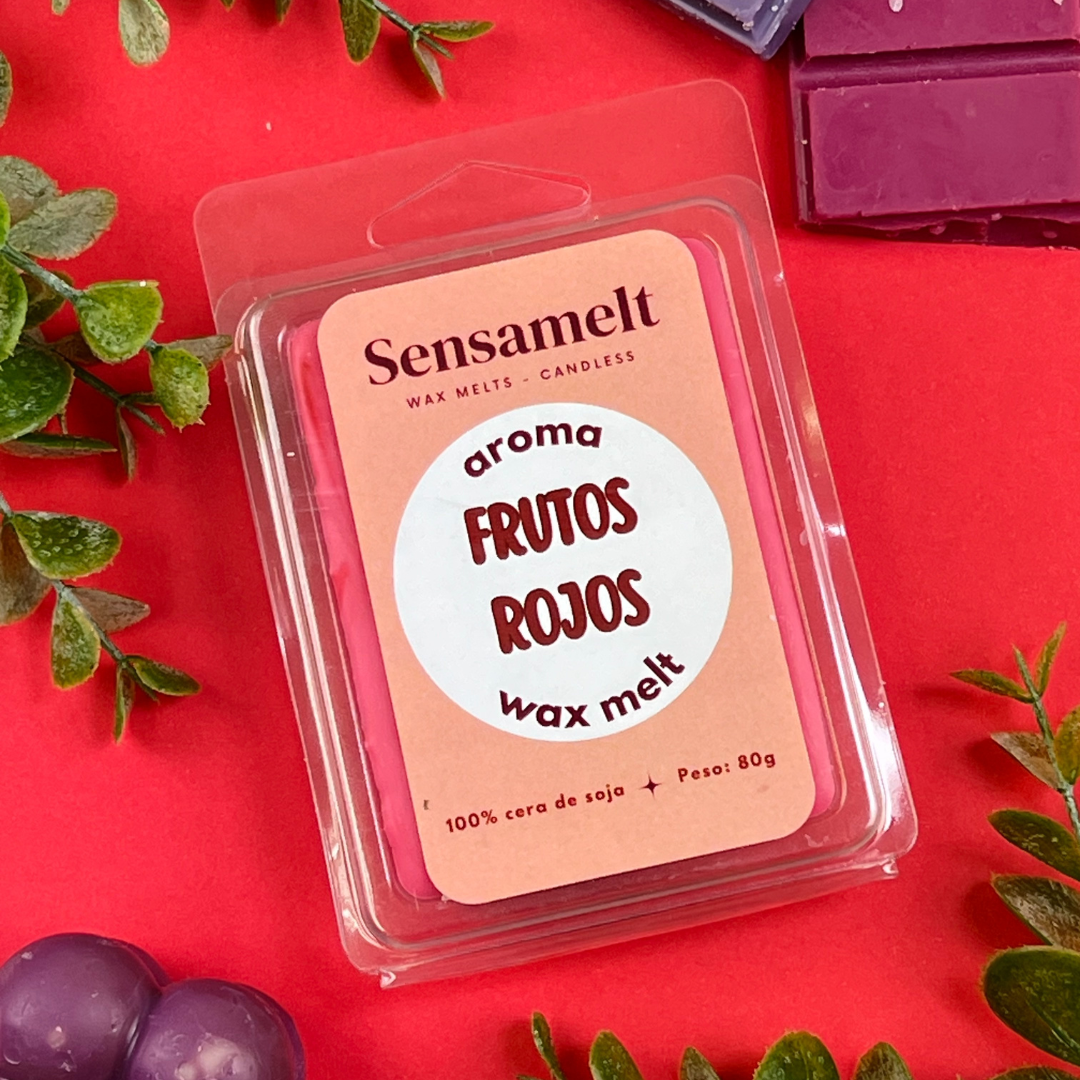 Sensamelt
WAX MELTS - CANDLESS
aroma
FRUTOS
ROJOS
wax melt
100% cera de soja ✦ Peso: 80g